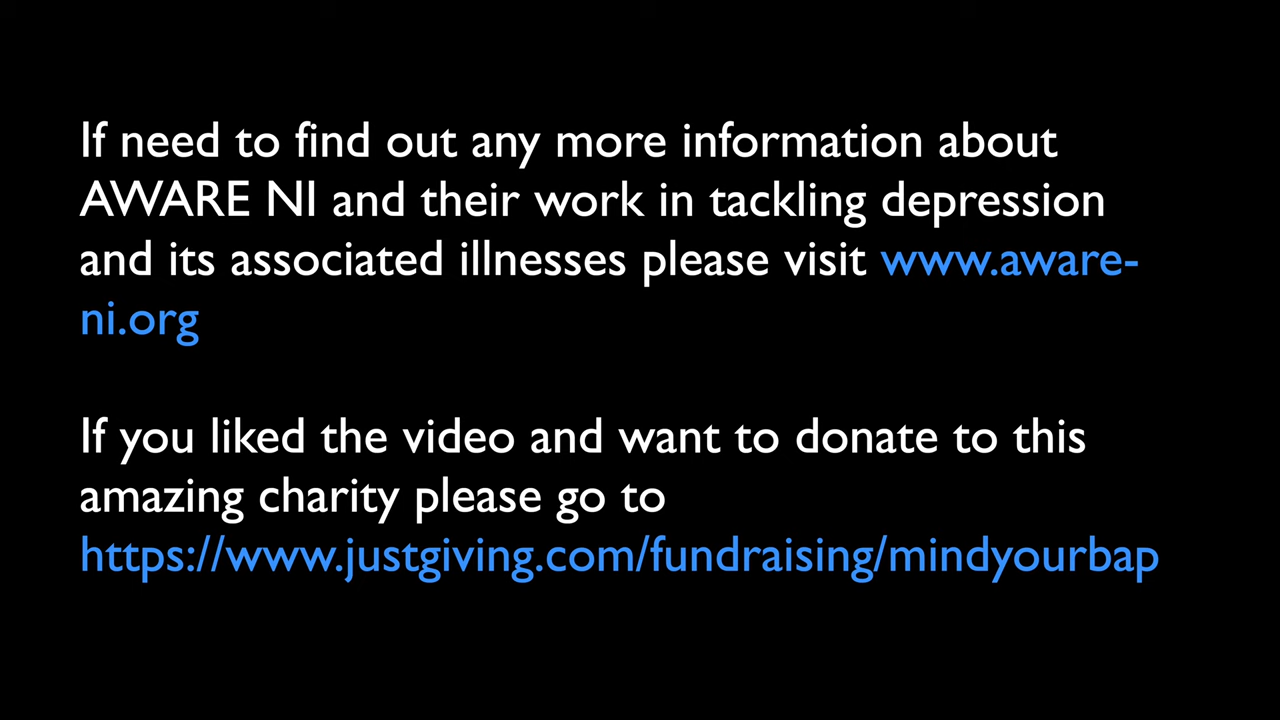 If need to find out any more information about
AWARE NI and their work in tackling depression
and its associated illnesses please visit www.aware-
ni.org
If you liked the video and want to donate to this
amazing charity please go to
https://www.justgiving.com/fundraising/mindyourbap